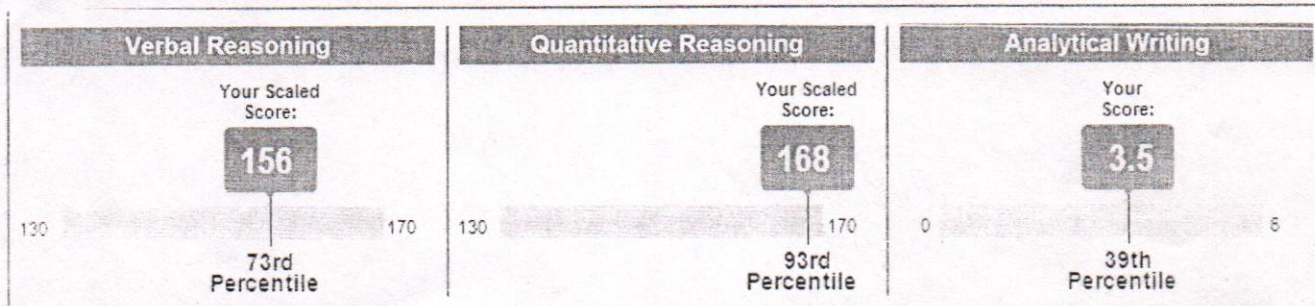 Verbal Reasoning
Your Scaled
Score:
156
130
170
73rd
Percentile
Quantitative Reasoning
Your Scaled
Score:
168
130
170
93rd
Percentile
Analytical Writing
Your
Score:
3.5
0
6
39th
Percentile